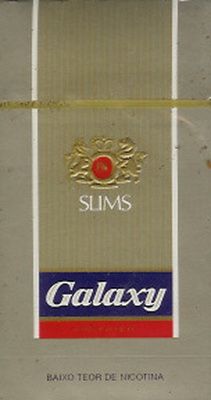 SLIMS
Galaxy
BAIXO TEOR DE NICOTINA